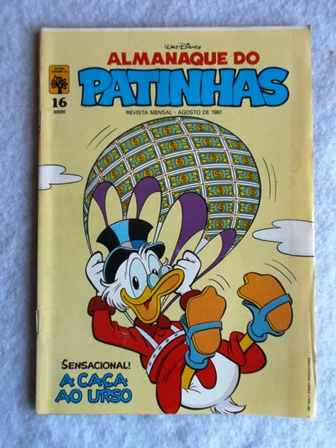 WALT DISNEY
ALMANAQUE DO
PATINHAS
REVISTA MENSAL - AGOSTO DE 1981
16
SENSACIONAL!
A CAÇA
AO URSO